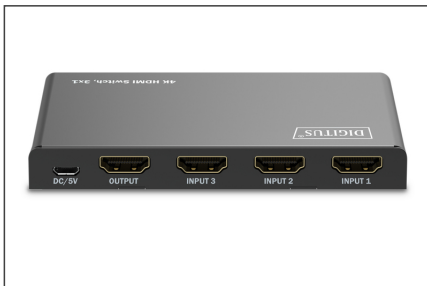 4K HDMI Switch, 3x1
DIGITUS®
DC/5V OUTPUT INPUT 3 INPUT 2 INPUT 1